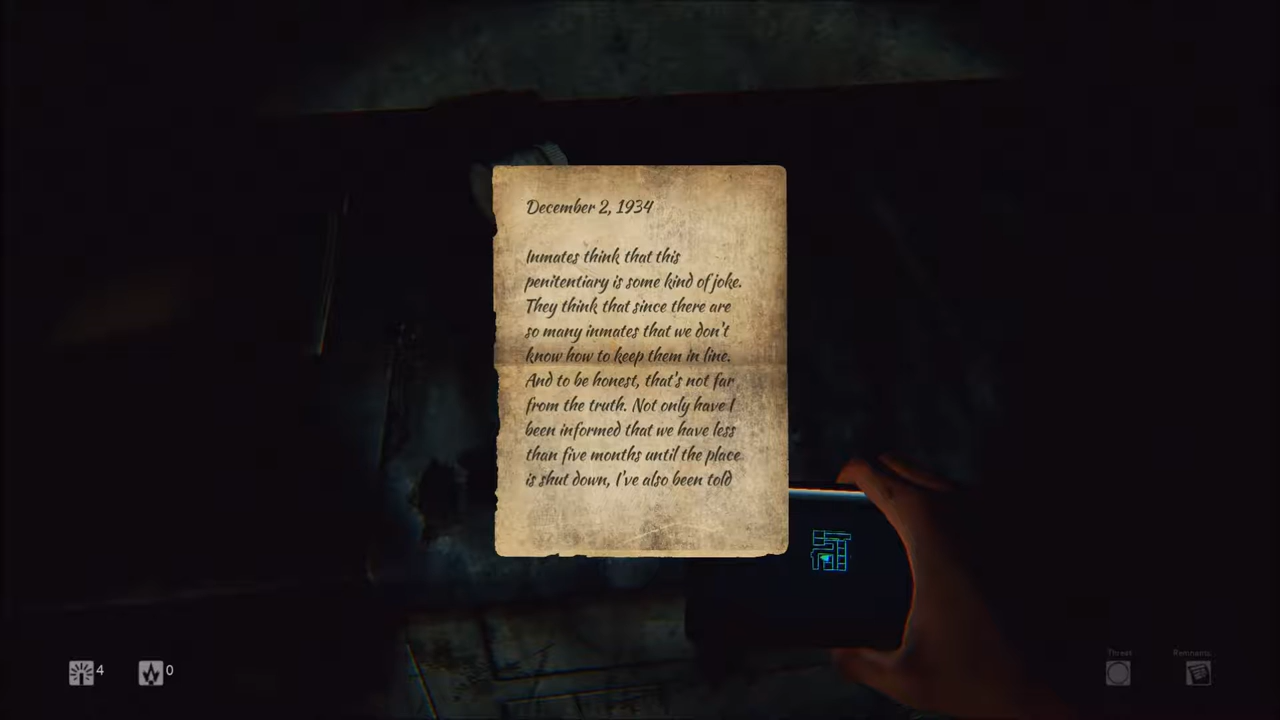 December 2, 1934
Inmates think that this
penitentiary is some kind of joke.
They think that since there are
so many inmates that we don't
know how to keep them in line.
And to be honest, that's not far
from the truth. Not only have I
been informed that we have less
than five months until the place
is shut down, I've also been told
4
0
Threat
Remnants